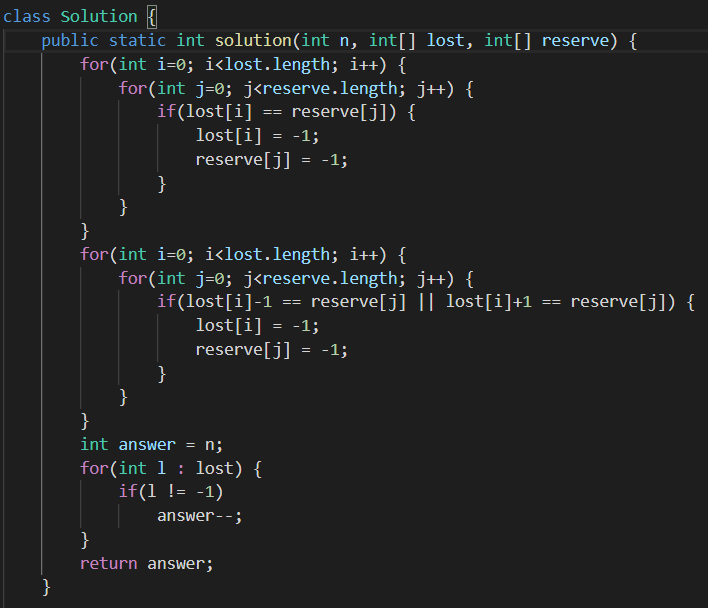 class Solution {
    public static int solution(int n, int[] lost, int[] reserve) {
        for(int i=0; i<lost.length; i++) {
            for(int j=0; j<reserve.length; j++) {
                if(lost[i] == reserve[j]) {
                    lost[i] = -1;
                    reserve[j] = -1;
                }
            }
        }
        for(int i=0; i<lost.length; i++) {
            for(int j=0; j<reserve.length; j++) {
                if(lost[i]-1 == reserve[j] || lost[i]+1 == reserve[j]) {
                    lost[i] = -1;
                    reserve[j] = -1;
                }
            }
        }
        int answer = n;
        for(int l : lost) {
            if(l != -1)
                answer--;
        }
        return answer;
    }